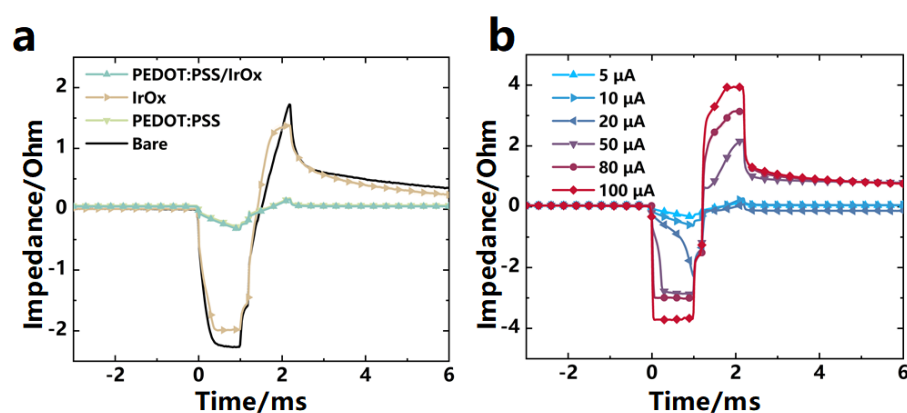 a
PEDOT:PSS/IrOx
IrOx
PEDOT:PSS
Bare
2
1
0
-1
-2
Impedance/Ohm
-2 0 2 4 6
Time/ms
b
5 μA
10 μA
20 μA
50 μA
80 μA
100 μA
4
2
0
-2
-4
Impedance/Ohm
-2 0 2 4 6
Time/ms